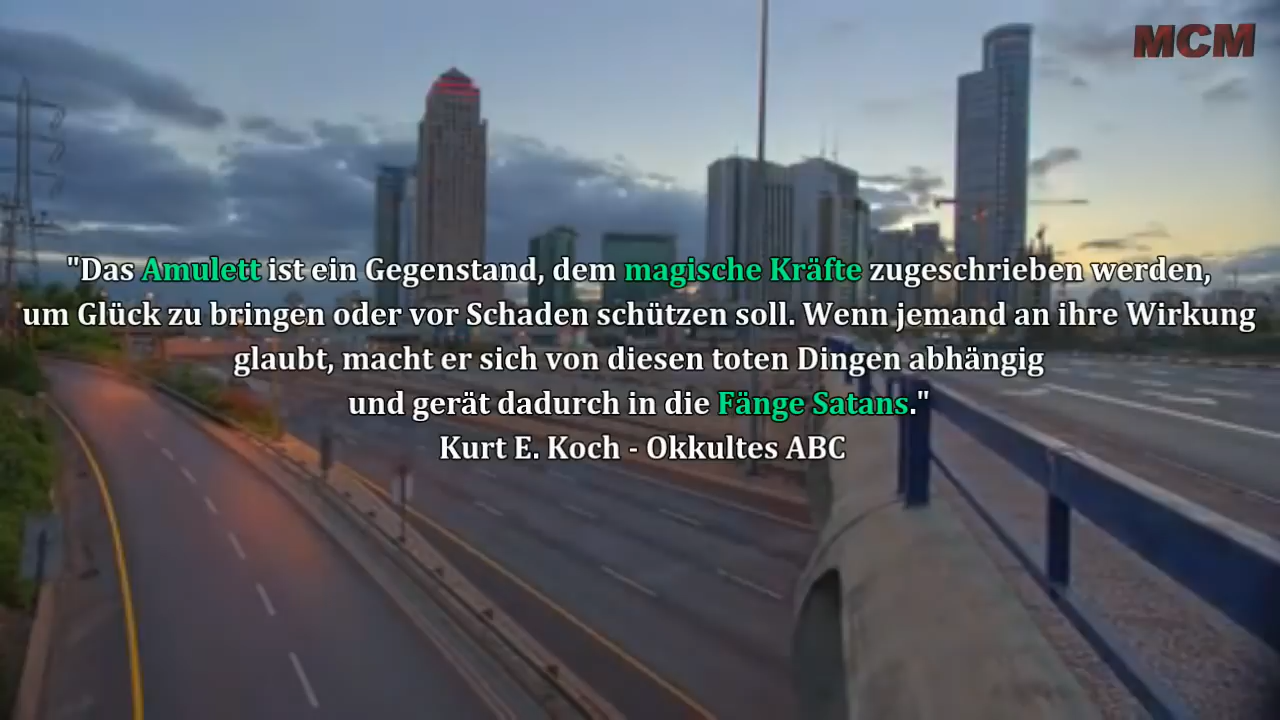 MCM
"Das Amulett ist ein Gegenstand, dem magische Kräfte zugeschrieben werden,
um Glück zu bringen oder vor Schaden schützen soll. Wenn jemand an ihre Wirkung
glaubt, macht er sich von diesen toten Dingen abhängig
und gerät dadurch in die Fänge Satans."
Kurt E. Koch - Okkultes ABC